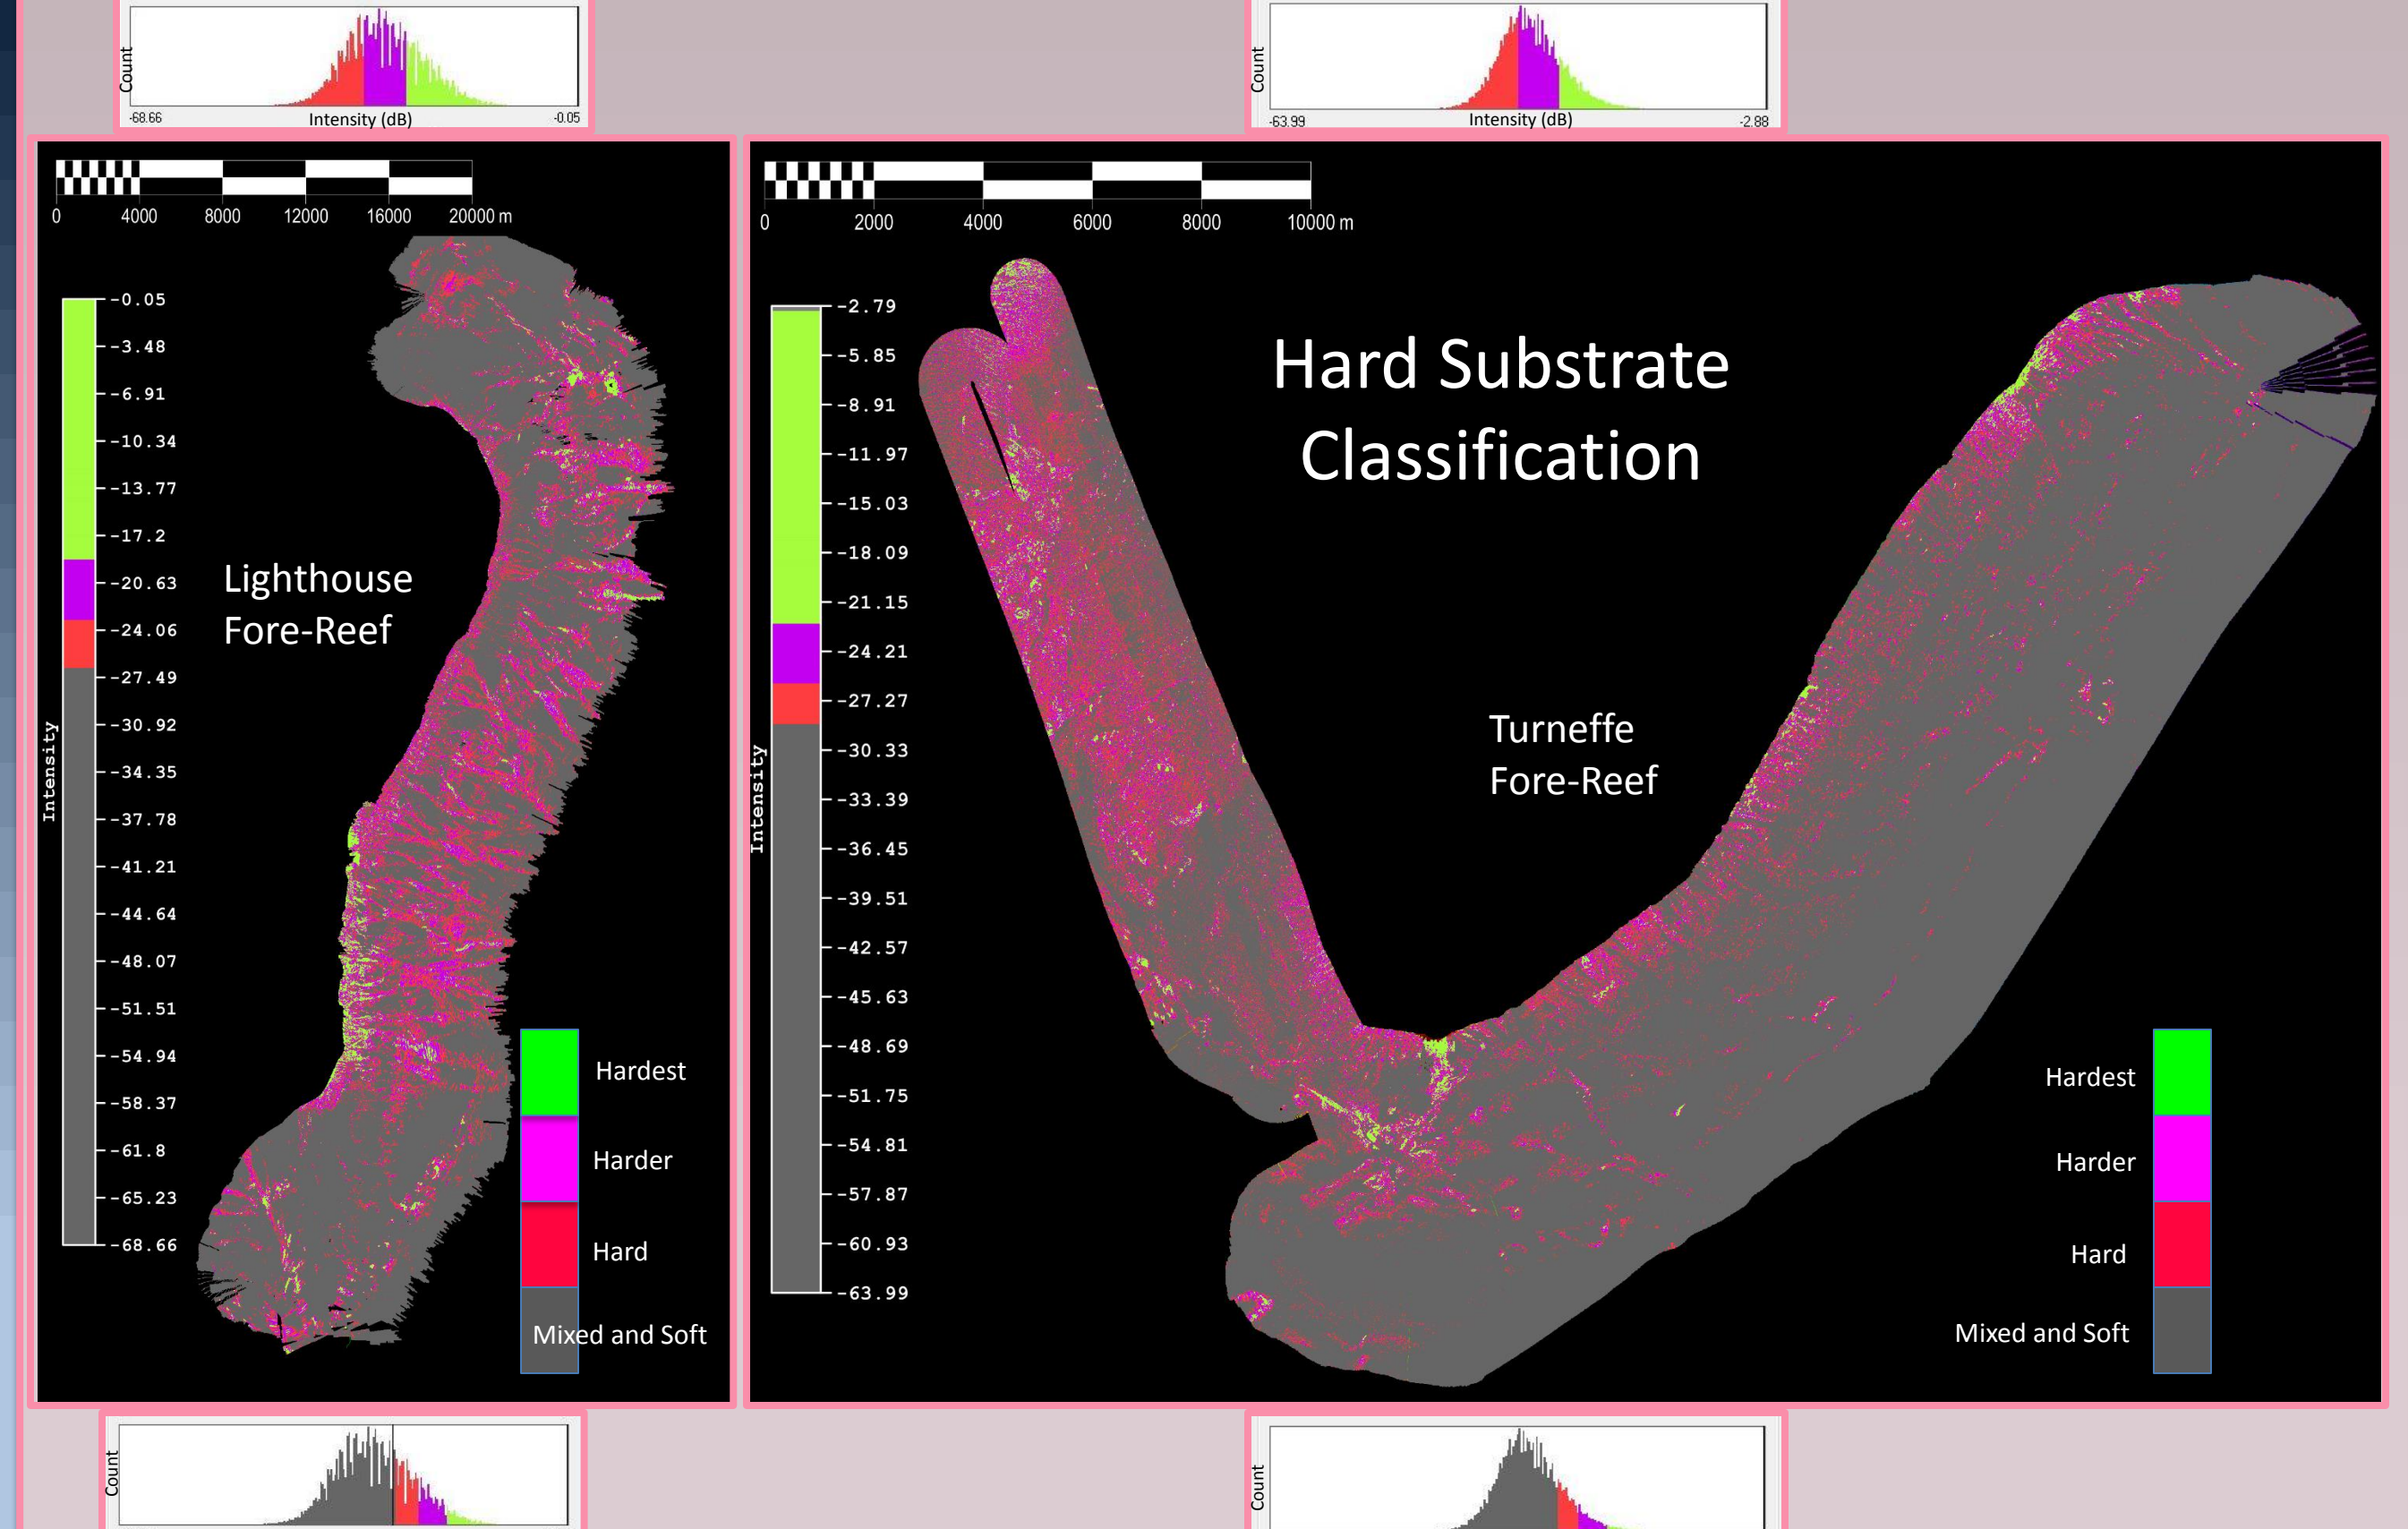 Count
-68.66
Intensity (dB)
-0.05
Count
-63.99
Intensity (dB)
-2.88
0 4000 8000 12000 16000 20000 m
Intensity
-0.05
-3.48
-6.91
-10.34
-13.77
-17.2
-20.63
-24.06
-27.49
-30.92
-34.35
-37.78
-41.21
-44.64
-48.07
-51.51
-54.94
-58.37
-61.8
-65.23
-68.66
Lighthouse
Fore-Reef
Hardest
Harder
Hard
Mixed and Soft
0 2000 4000 6000 8000 10000 m
Intensity
-2.79
-5.85
-8.91
-11.97
-15.03
-18.09
-21.15
-24.21
-27.27
-30.33
-33.39
-36.45
-39.51
-42.57
-45.63
-48.69
-51.75
-54.81
-57.87
-60.93
-63.99
Hard Substrate
Classification
Turneffe
Fore-Reef
Hardest
Harder
Hard
Mixed and Soft
Count
Count